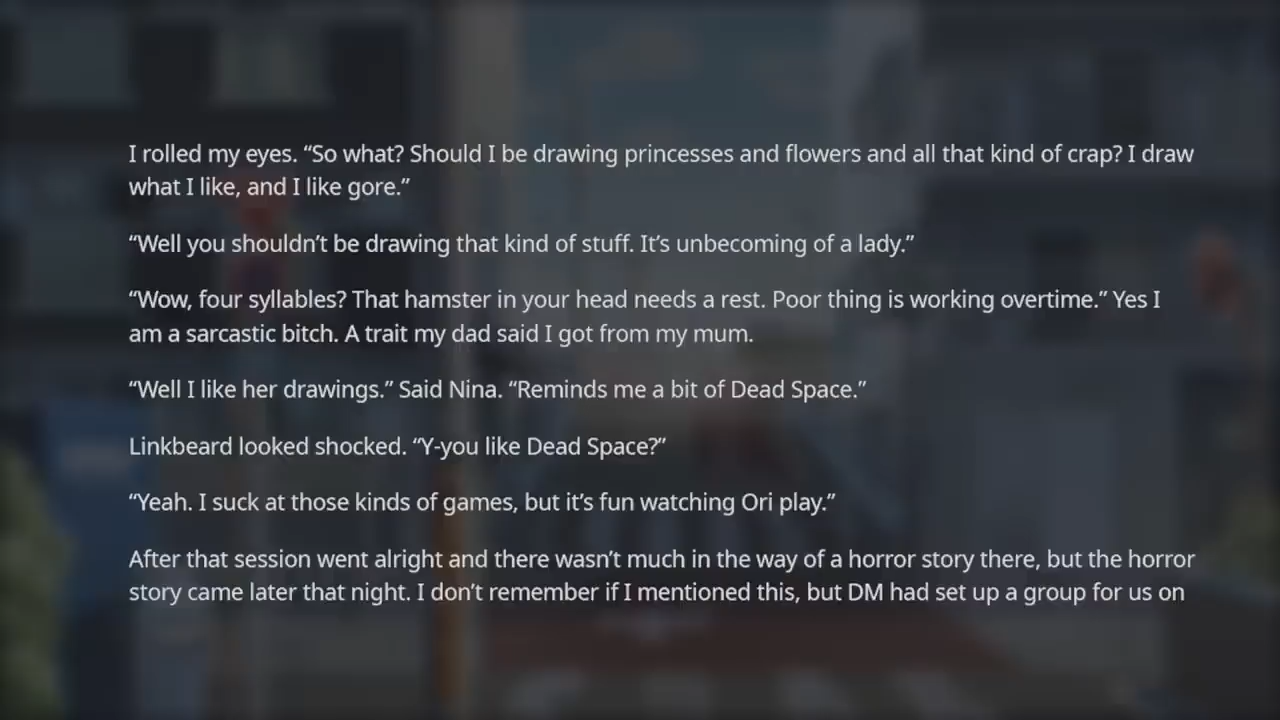 I rolled my eyes. “So what? Should I be drawing princesses and flowers and all that kind of crap? I draw
what I like, and I like gore.”
“Well you shouldn’t be drawing that kind of stuff. It’s unbecoming of a lady.”
“Wow, four syllables? That hamster in your head needs a rest. Poor thing is working overtime.” Yes I
am a sarcastic bitch. A trait my dad said I got from my mum.
“Well I like her drawings.” Said Nina. “Reminds me a bit of Dead Space.”
Linkbeard looked shocked. “Y-you like Dead Space?”
“Yeah. I suck at those kinds of games, but it’s fun watching Ori play.”
After that session went alright and there wasn’t much in the way of a horror story there, but the horror
story came later that night. I don’t remember if I mentioned this, but DM had set up a group for us on